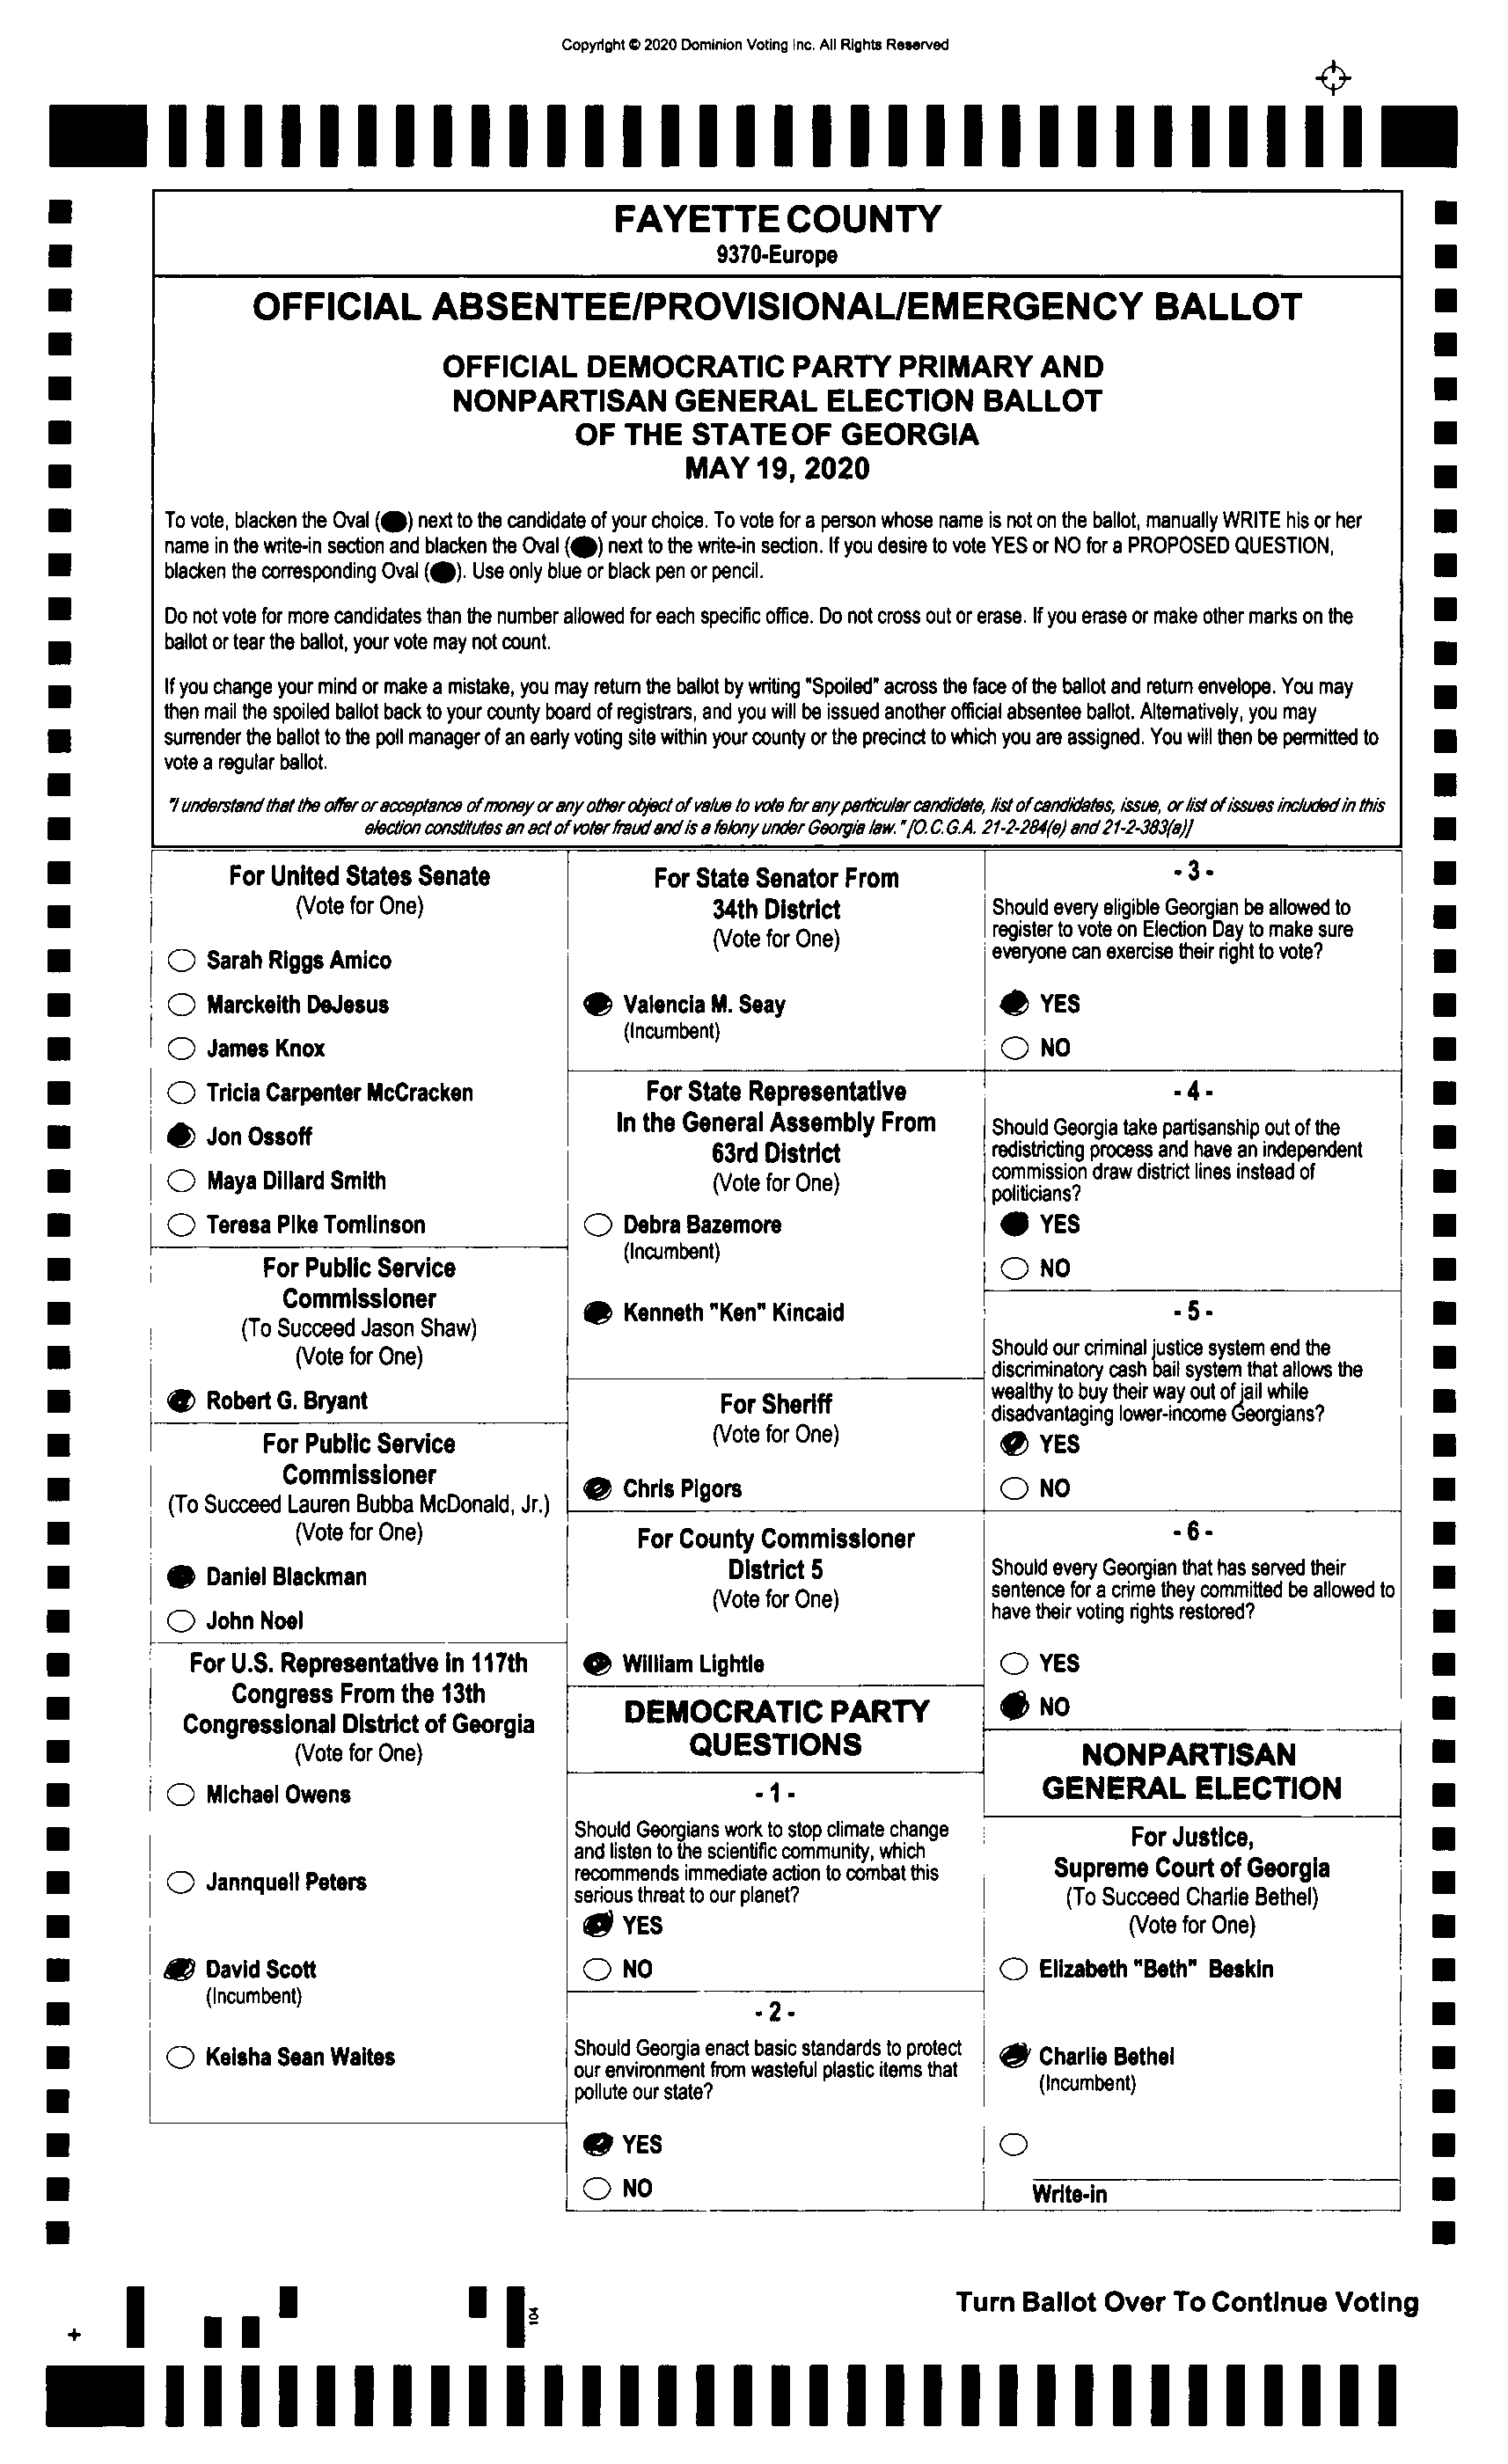 Copyright © 2020 Dominion Voting Inc. All Rights Reserved
FAYETTE COUNTY
9370-Europe
OFFICIAL ABSENTEE/PROVISIONAL/EMERGENCY BALLOT
OFFICIAL DEMOCRATIC PARTY PRIMARY AND
NONPARTISAN GENERAL ELECTION BALLOT
OF THE STATE OF GEORGIA
MAY 19, 2020
To vote, blacken the Oval ( ) next to the candidate of your choice. To vote for a person whose name is not on the ballot, manually WRITE his or her
name in the write-in section and blacken the Oval ( ) next to the write-in section. If you desire to vote YES or NO for a PROPOSED QUESTION,
blacken the corresponding Oval ( ). Use only blue or black pen or pencil.
Do not vote for more candidates than the number allowed for each specific office. Do not cross out or erase. If you erase or make other marks on the
ballot or tear the ballot, your vote may not count.
If you change your mind or make a mistake, you may return the ballot by writing "Spoiled" across the face of the ballot and return envelope. You may
then mail the spoiled ballot back to your county board of registrars, and you will be issued another official absentee ballot. Alternatively, you may
surrender the ballot to the poll manager of an early voting site within your county or the precinct to which you are assigned. You will then be permitted to
vote a regular ballot.
"I understand that the offer or acceptance of money or any other object of value to vote for any particular candidate, list of candidates, issue, or list of issues included in this
election constitutes an act of voter fraud and is a felony under Georgia law." [O.C.G.A. 21-2-284(e) and 21-2-383(a)]
For United States Senate
(Vote for One)
Sarah Riggs Amico
Marckeith DeJesus
James Knox
Tricia Carpenter McCracken
Jon Ossoff
Maya Dillard Smith
Teresa Pike Tomlinson
For Public Service
Commissioner
(To Succeed Jason Shaw)
(Vote for One)
Robert G. Bryant
For Public Service
Commissioner
(To Succeed Lauren Bubba McDonald, Jr.)
(Vote for One)
Daniel Blackman
John Noel
For U.S. Representative in 117th
Congress From the 13th
Congressional District of Georgia
(Vote for One)
Michael Owens
Jannquell Peters
David Scott
(Incumbent)
Keisha Sean Waites
For State Senator From
34th District
(Vote for One)
Valencia M. Seay
(Incumbent)
For State Representative
In the General Assembly From
63rd District
(Vote for One)
Debra Bazemore
(Incumbent)
Kenneth "Ken" Kincaid
For Sheriff
(Vote for One)
Chris Pigors
For County Commissioner
District 5
(Vote for One)
William Lightle
DEMOCRATIC PARTY
QUESTIONS
- 1 -
Should Georgians work to stop climate change
and listen to the scientific community, which
recommends immediate action to combat this
serious threat to our planet?
YES
NO
- 2 -
Should Georgia enact basic standards to protect
our environment from wasteful plastic items that
pollute our state?
YES
NO
- 3 -
Should every eligible Georgian be allowed to
register to vote on Election Day to make sure
everyone can exercise their right to vote?
YES
NO
- 4 -
Should Georgia take partisanship out of the
redistricting process and have an independent
commission draw district lines instead of
politicians?
YES
NO
- 5 -
Should our criminal justice system end the
discriminatory cash bail system that allows the
wealthy to buy their way out of jail while
disadvantaging lower-income Georgians?
YES
NO
- 6 -
Should every Georgian that has served their
sentence for a crime they committed be allowed to
have their voting rights restored?
YES
NO
NONPARTISAN
GENERAL ELECTION
For Justice,
Supreme Court of Georgia
(To Succeed Charlie Bethel)
(Vote for One)
Elizabeth "Beth" Beskin
Charlie Bethel
(Incumbent)
Write-in
104
Turn Ballot Over To Continue Voting